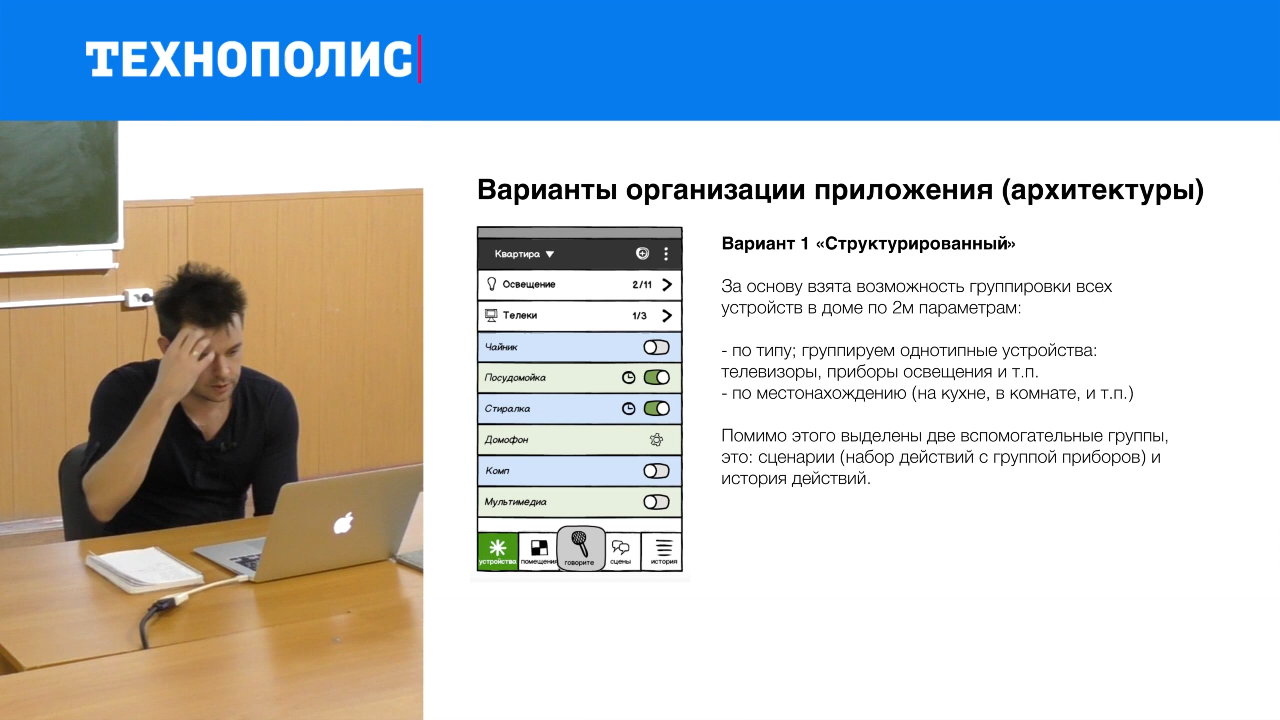 ТЕХНОПОЛИС
Варианты организации приложения (архитектуры)
Квартира
Освещение 2/11
Телеки 1/3
Чайник
Посудомойка
Стиралка
Домофон
Комп
Мультимедиа
устройства помещения говорите сцены история
Вариант 1 «Структурированный»
За основу взята возможность группировки всех
устройств в доме по 2м параметрам:
- по типу; группируем однотипные устройства:
телевизоры, приборы освещения и т.п.
- по местонахождению (на кухне, в комнате, и т.п.)
Помимо этого выделены две вспомогательные группы,
это: сценарии (набор действий с группой приборов) и
история действий.